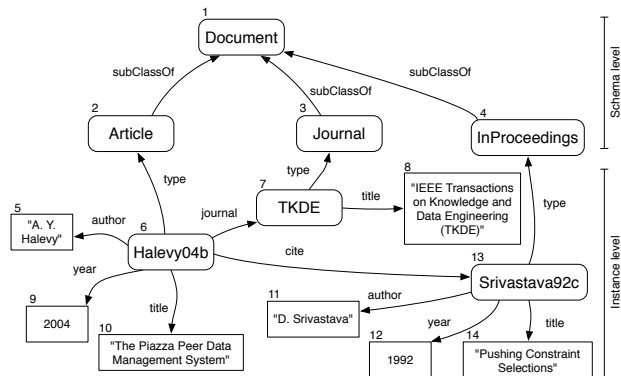 1
Document
subClassOf
subClassOf
subClassOf
Schema level
2
Article
3
Journal
4
InProceedings
type
type
type
5
"A. Y.
Halevy"
author
6
Halevy04b
journal
7
TKDE
title
8
"IEEE Transactions
on Knowledge and
Data Engineering
(TKDE)"
cite
Instance level
year
title
9
2004
10
"The Piazza Peer Data
Management System"
13
Srivastava92c
author
11
"D. Srivastava"
year
title
12
1992
14
"Pushing Constraint
Selections"